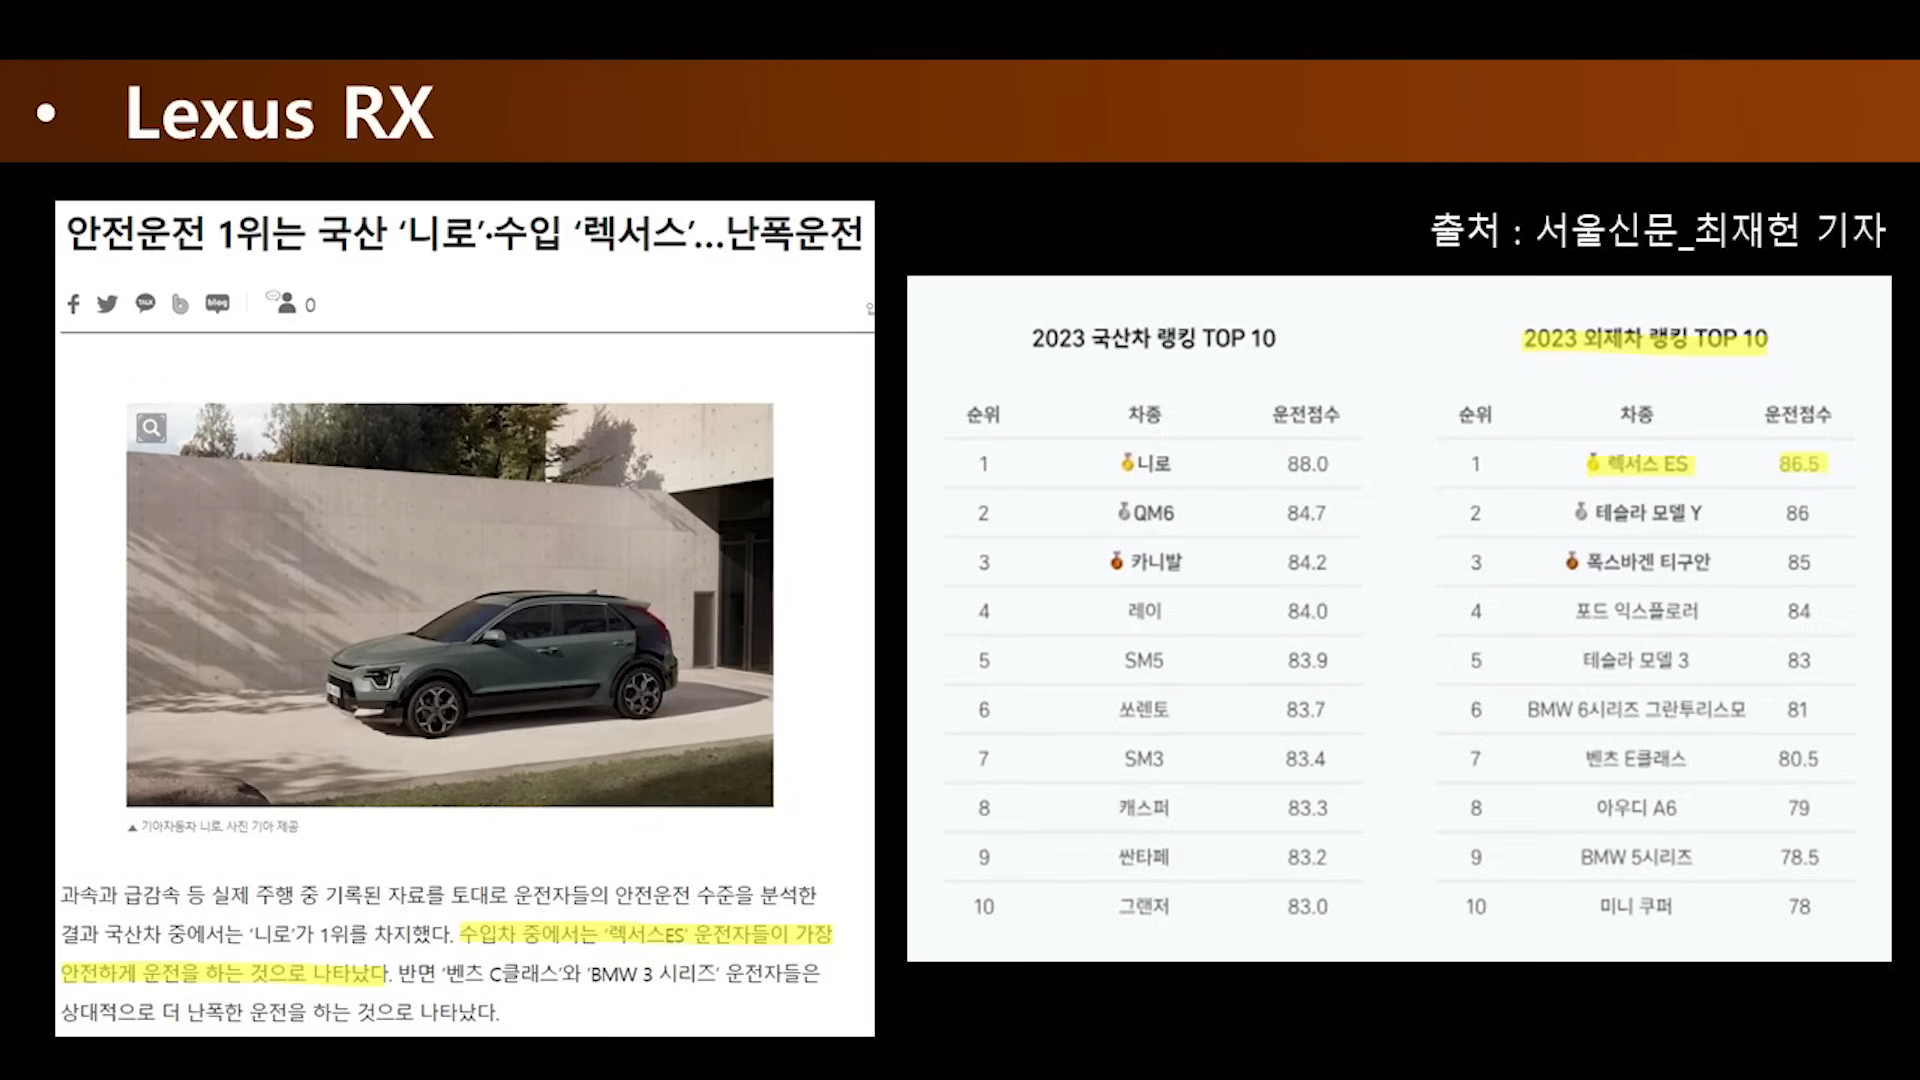 • Lexus RX
안전운전 1위는 국산 ‘니로’·수입 ‘렉서스’...난폭운전
TALK
b
blog
0
출처 : 서울신문_최재헌 기자
▲ 기아자동차 니로. 사진 기아 제공
과속과 급감속 등 실제 주행 중 기록된 자료를 토대로 운전자들의 안전운전 수준을 분석한
결과 국산차 중에서는 ‘니로’가 1위를 차지했다. 수입차 중에서는 ‘렉서스ES’ 운전자들이 가장
안전하게 운전을 하는 것으로 나타났다. 반면 ‘벤츠 C클래스’와 ‘BMW 3 시리즈’ 운전자들은
상대적으로 더 난폭한 운전을 하는 것으로 나타났다.
2023 국산차 랭킹 TOP 10
순위 차종 운전점수
1 니로 88.0
2 QM6 84.7
3 카니발 84.2
4 레이 84.0
5 SM5 83.9
6 쏘렌토 83.7
7 SM3 83.4
8 캐스퍼 83.3
9 싼타페 83.2
10 그랜저 83.0
2023 외제차 랭킹 TOP 10
순위 차종 운전점수
1 렉서스 ES 86.5
2 테슬라 모델 Y 86
3 폭스바겐 티구안 85
4 포드 익스플로러 84
5 테슬라 모델 3 83
6 BMW 6시리즈 그란투리스모 81
7 벤츠 E클래스 80.5
8 아우디 A6 79
9 BMW 5시리즈 78.5
10 미니 쿠퍼 78